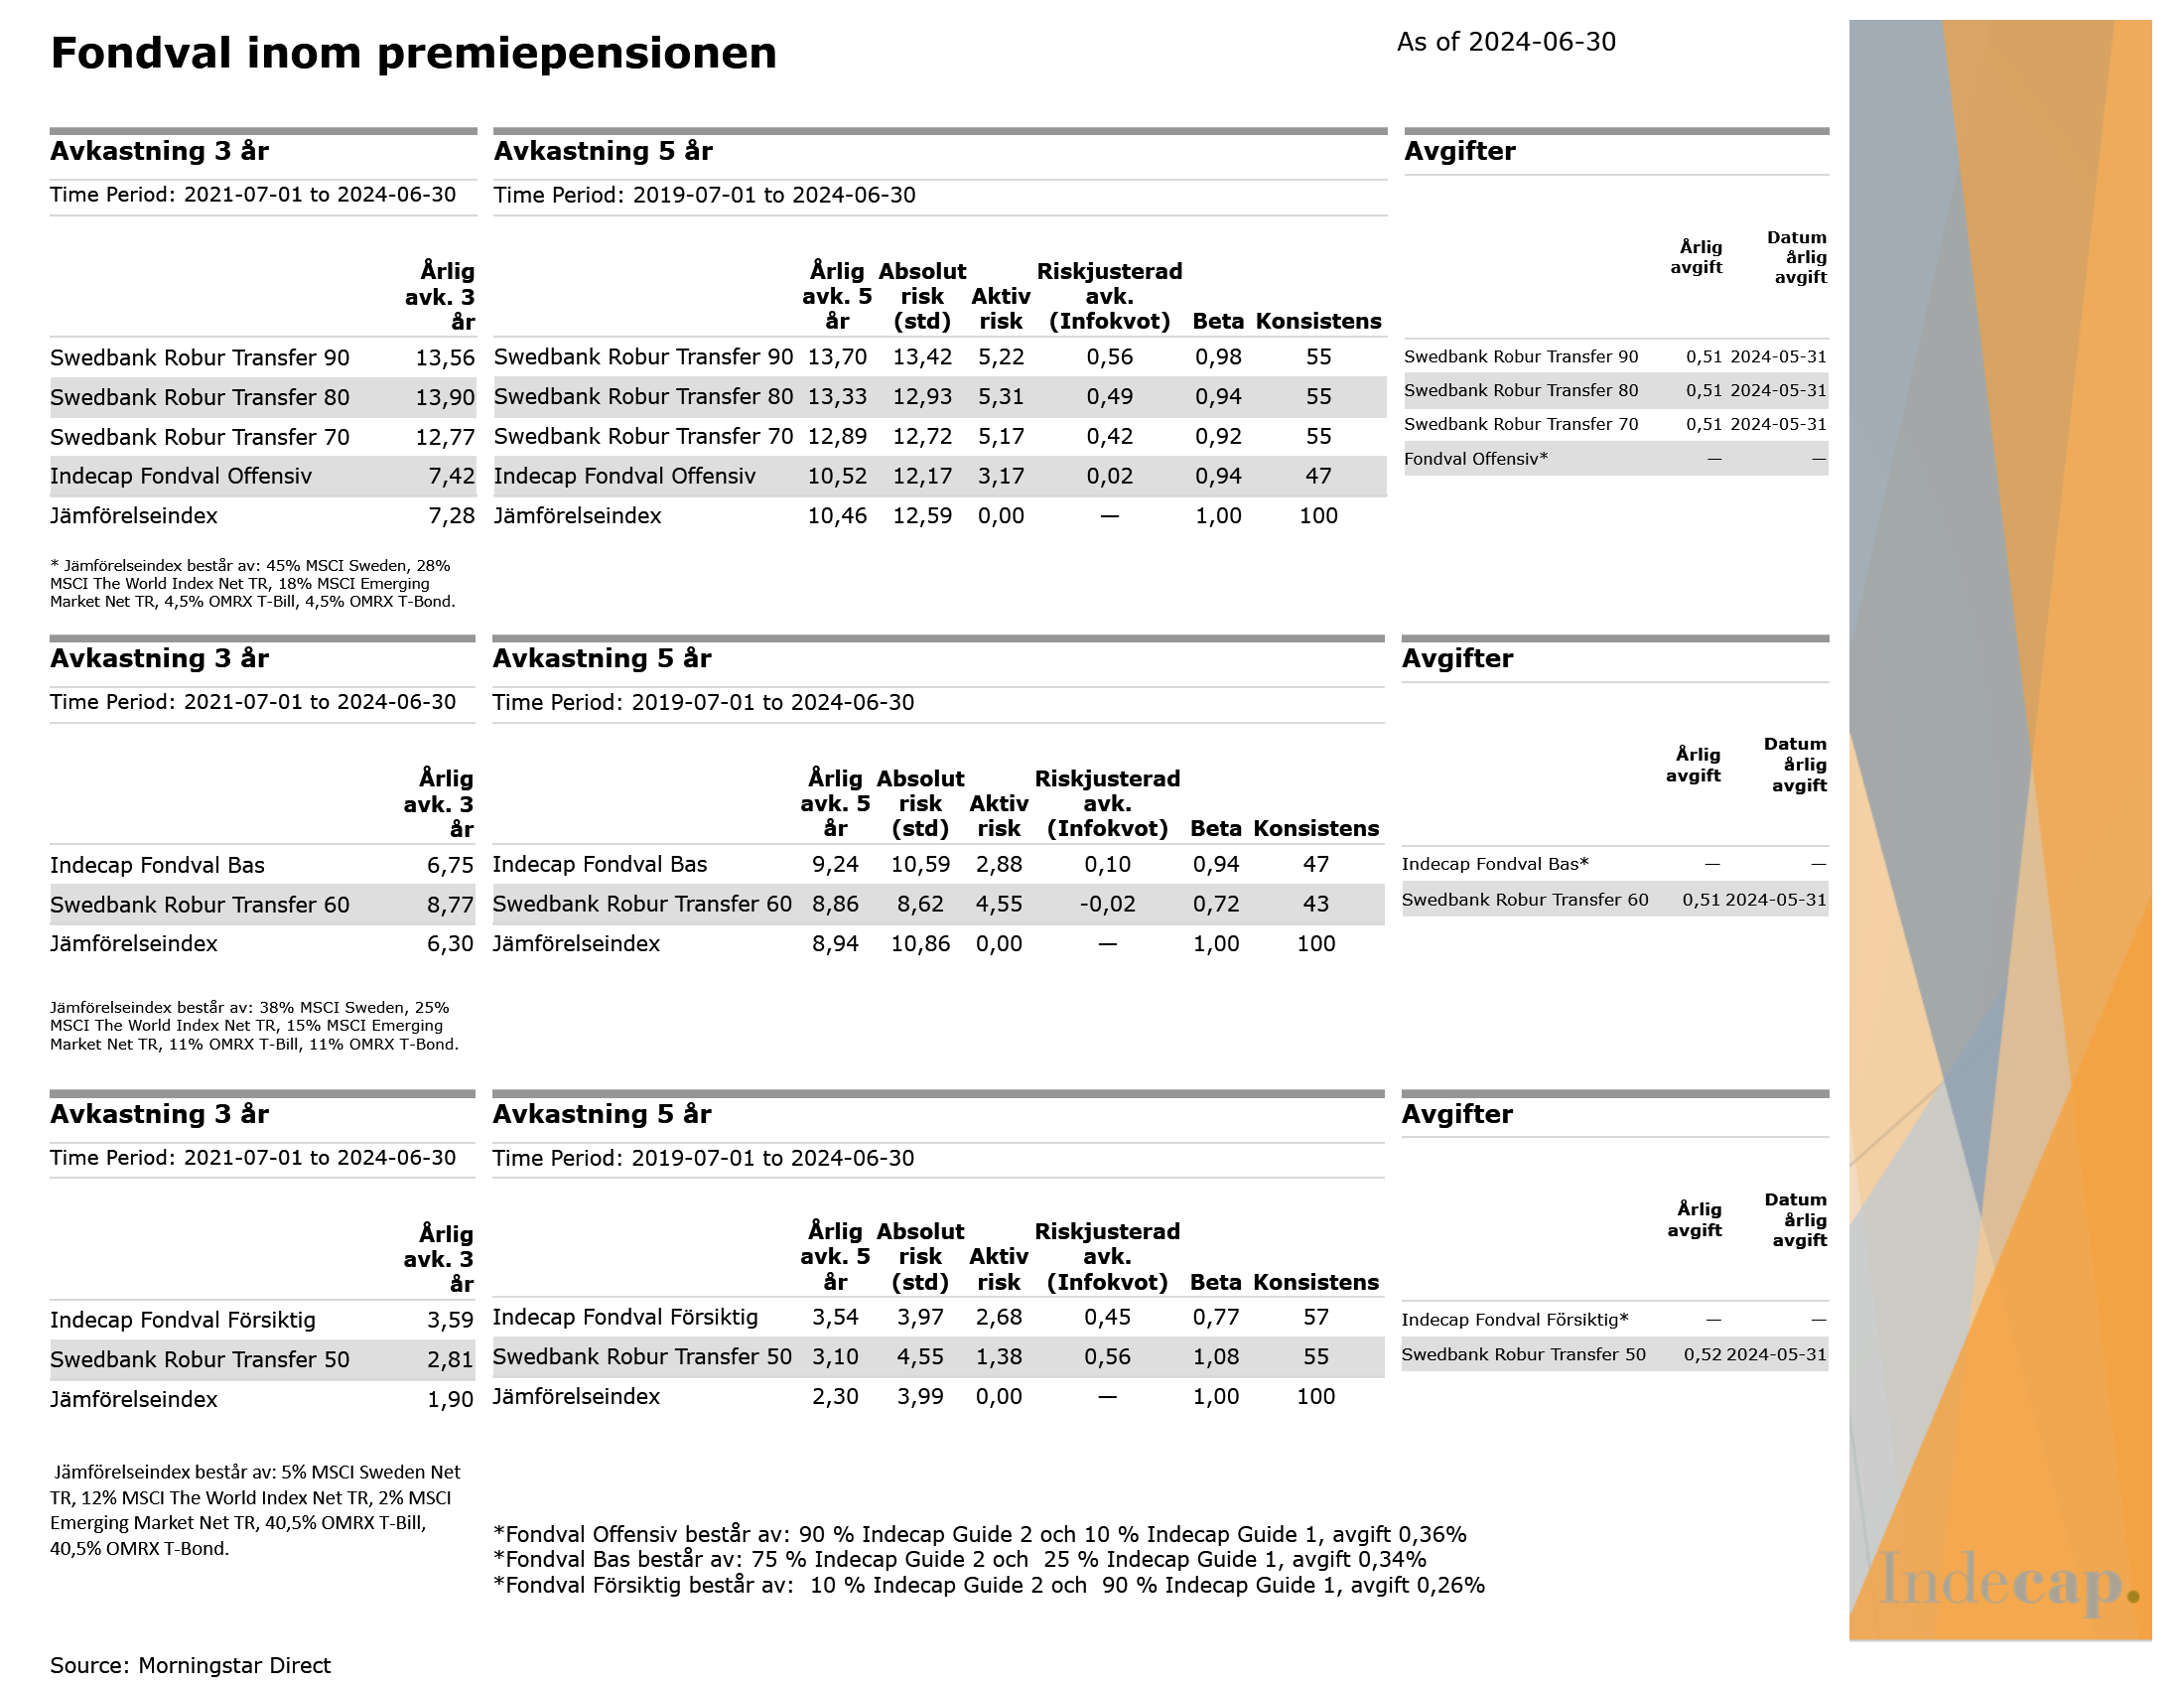 Fondval inom premiepensionen
As of 2024-06-30
Avkastning 3 år
Time Period: 2021-07-01 to 2024-06-30
Årlig
avk. 3
år
Swedbank Robur Transfer 90 13,56
Swedbank Robur Transfer 80 13,90
Swedbank Robur Transfer 70 12,77
Indecap Fondval Offensiv 7,42
Jämförelseindex 7,28
* Jämförelseindex består av: 45% MSCI Sweden, 28%
MSCI The World Index Net TR, 18% MSCI Emerging
Market Net TR, 4,5% OMRX T-Bill, 4,5% OMRX T-Bond.
Avkastning 5 år
Time Period: 2019-07-01 to 2024-06-30
Årlig Absolut Riskjusterad
avk. 5 risk Aktiv avk.
år (std) risk (Infokvot) Beta Konsistens
Swedbank Robur Transfer 90 13,70 13,42 5,22 0,56 0,98 55
Swedbank Robur Transfer 80 13,33 12,93 5,31 0,49 0,94 55
Swedbank Robur Transfer 70 12,89 12,72 5,17 0,42 0,92 55
Indecap Fondval Offensiv 10,52 12,17 3,17 0,02 0,94 47
Jämförelseindex 10,46 12,59 0,00 — 1,00 100
Avgifter
Datum
Årlig årlig
avgift avgift
Swedbank Robur Transfer 90 0,51 2024-05-31
Swedbank Robur Transfer 80 0,51 2024-05-31
Swedbank Robur Transfer 70 0,51 2024-05-31
Fondval Offensiv* — —
Avkastning 3 år
Time Period: 2021-07-01 to 2024-06-30
Årlig
avk. 3
år
Indecap Fondval Bas 6,75
Swedbank Robur Transfer 60 8,77
Jämförelseindex 6,30
Jämförelseindex består av: 38% MSCI Sweden, 25%
MSCI The World Index Net TR, 15% MSCI Emerging
Market Net TR, 11% OMRX T-Bill, 11% OMRX T-Bond.
Avkastning 5 år
Time Period: 2019-07-01 to 2024-06-30
Årlig Absolut Riskjusterad
avk. 5 risk Aktiv avk.
år (std) risk (Infokvot) Beta Konsistens
Indecap Fondval Bas 9,24 10,59 2,88 0,10 0,94 47
Swedbank Robur Transfer 60 8,86 8,62 4,55 -0,02 0,72 43
Jämförelseindex 8,94 10,86 0,00 — 1,00 100
Avgifter
Datum
Årlig årlig
avgift avgift
Indecap Fondval Bas* — —
Swedbank Robur Transfer 60 0,51 2024-05-31
Avkastning 3 år
Time Period: 2021-07-01 to 2024-06-30
Årlig
avk. 3
år
Indecap Fondval Försiktig 3,59
Swedbank Robur Transfer 50 2,81
Jämförelseindex 1,90
Jämförelseindex består av: 5% MSCI Sweden Net
TR, 12% MSCI The World Index Net TR, 2% MSCI
Emerging Market Net TR, 40,5% OMRX T-Bill,
40,5% OMRX T-Bond.
Avkastning 5 år
Time Period: 2019-07-01 to 2024-06-30
Årlig Absolut Riskjusterad
avk. 5 risk Aktiv avk.
år (std) risk (Infokvot) Beta Konsistens
Indecap Fondval Försiktig 3,54 3,97 2,68 0,45 0,77 57
Swedbank Robur Transfer 50 3,10 4,55 1,38 0,56 1,08 55
Jämförelseindex 2,30 3,99 0,00 — 1,00 100
Avgifter
Datum
Årlig årlig
avgift avgift
Indecap Fondval Försiktig* — —
Swedbank Robur Transfer 50 0,52 2024-05-31
*Fondval Offensiv består av: 90 % Indecap Guide 2 och 10 % Indecap Guide 1, avgift 0,36%
*Fondval Bas består av: 75 % Indecap Guide 2 och 25 % Indecap Guide 1, avgift 0,34%
*Fondval Försiktig består av: 10 % Indecap Guide 2 och 90 % Indecap Guide 1, avgift 0,26%
Indecap.
Source: Morningstar Direct